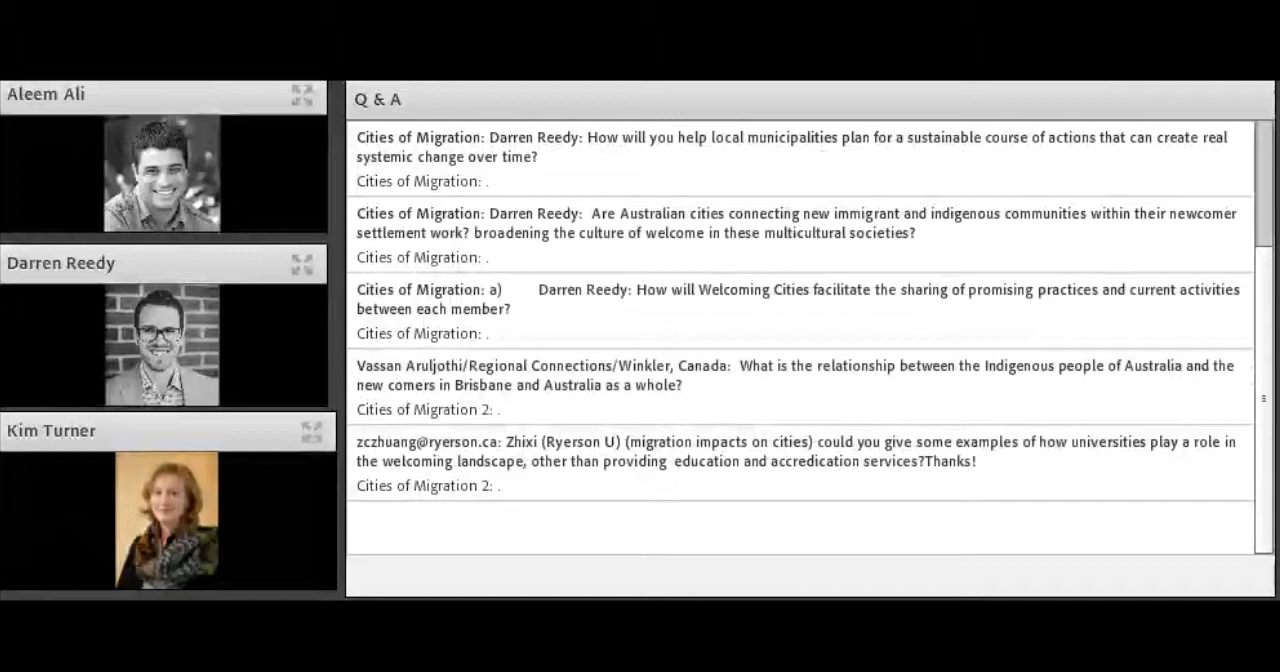 Aleem Ali
Darren Reedy
Kim Turner
Q & A
Cities of Migration: Darren Reedy: How will you help local municipalities plan for a sustainable course of actions that can create real
systemic change over time?
Cities of Migration: .
Cities of Migration: Darren Reedy:  Are Australian cities connecting new immigrant and indigenous communities within their newcomer
settlement work? broadening the culture of welcome in these multicultural societies?
Cities of Migration: .
Cities of Migration: a)        Darren Reedy: How will Welcoming Cities facilitate the sharing of promising practices and current activities
between each member?
Cities of Migration: .
Vassan Aruljothi/Regional Connections/Winkler, Canada:  What is the relationship between the Indigenous people of Australia and the
new comers in Brisbane and Australia as a whole?
Cities of Migration 2: .
zczhuang@ryerson.ca: Zhixi (Ryerson U) (migration impacts on cities) could you give some examples of how universities play a role in
the welcoming landscape, other than providing  education and accredication services?Thanks!
Cities of Migration 2: .